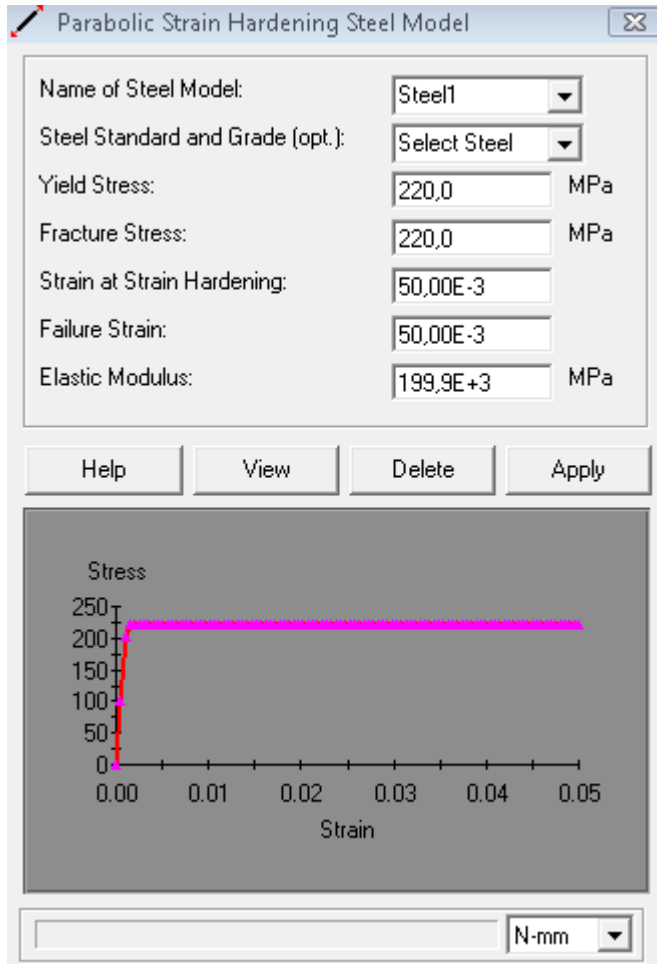 Parabolic Strain Hardening Steel Model
Name of Steel Model: Steel1
Steel Standard and Grade (opt.): Select Steel
Yield Stress: 220,0 MPa
Fracture Stress: 220,0 MPa
Strain at Strain Hardening: 50,00E-3
Failure Strain: 50,00E-3
Elastic Modulus: 199,9E+3 MPa
Help View Delete Apply
Stress
250
200
150
100
50
0
0.00 0.01 0.02 0.03 0.04 0.05
Strain
N-mm